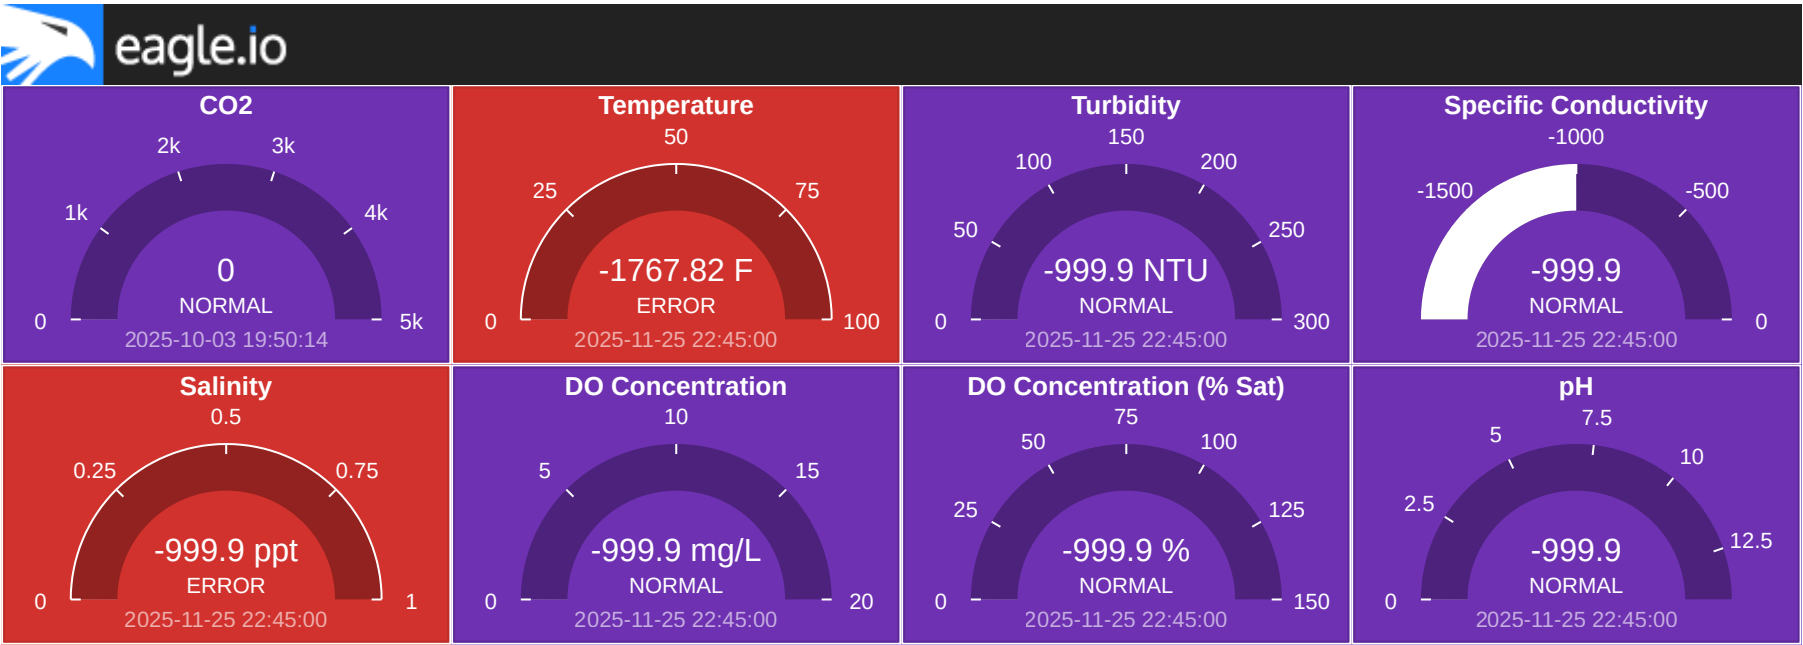 eagle.io
CO2
2k 3k
1k 4k
0
NORMAL
0 5k
2025-10-03 19:50:14
Temperature
50
25 75
-1767.82 F
ERROR
0 100
2025-11-25 22:45:00
Turbidity
150
100 200
50 250
-999.9 NTU
NORMAL
0 300
2025-11-25 22:45:00
Specific Conductivity
-1000
-1500 -500
-999.9
NORMAL
0
2025-11-25 22:45:00
Salinity
0.5
0.25 0.75
-999.9 ppt
ERROR
0 1
2025-11-25 22:45:00
DO Concentration
10
5 15
-999.9 mg/L
NORMAL
0 20
2025-11-25 22:45:00
DO Concentration (% Sat)
75
50 100
25 125
-999.9 %
NORMAL
0 150
2025-11-25 22:45:00
pH
7.5
5 10
2.5 12.5
-999.9
NORMAL
0
2025-11-25 22:45:00